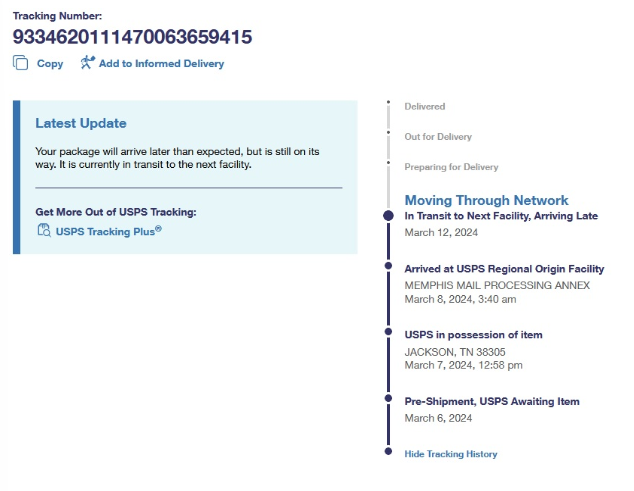 Tracking Number:
9334620111470063659415
Copy
Add to Informed Delivery
Latest Update
Your package will arrive later than expected, but is still on its
way. It is currently in transit to the next facility.
Get More Out of USPS Tracking:
USPS Tracking Plus®
Delivered
Out for Delivery
Preparing for Delivery
Moving Through Network
In Transit to Next Facility, Arriving Late
March 12, 2024
Arrived at USPS Regional Origin Facility
MEMPHIS MAIL PROCESSING ANNEX
March 8, 2024, 3:40 am
USPS in possession of item
JACKSON, TN 38305
March 7, 2024, 12:58 pm
Pre-Shipment, USPS Awaiting Item
March 6, 2024
Hide Tracking History